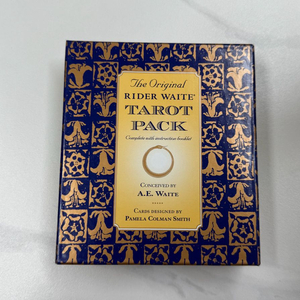 The Original
RIDER WAITE®
TAROT
PACK
Complete with instruction booklet
CONCEIVED BY
A.E. WAITE
CARDS DESIGNED BY
PAMELA COLMAN SMITH